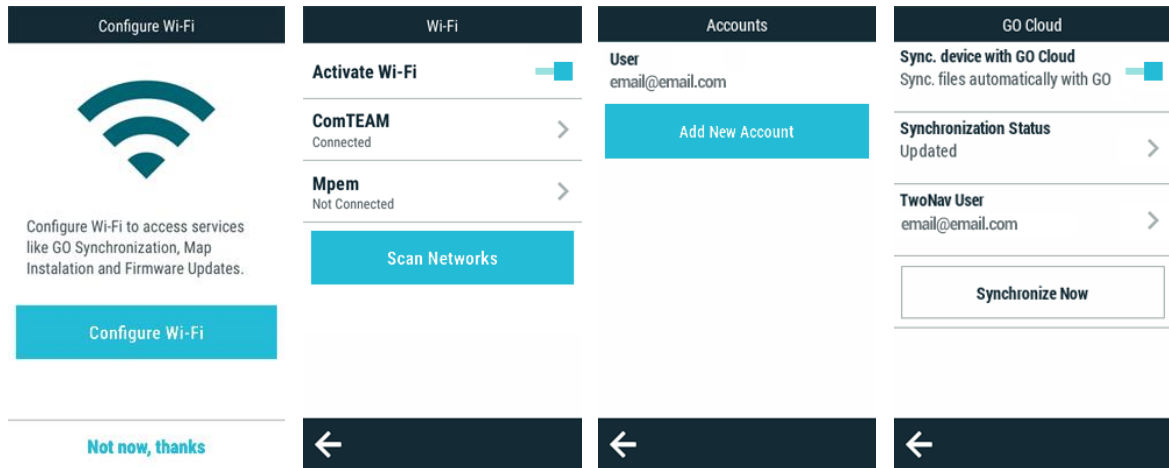 Configure Wi-Fi
Configure Wi-Fi to access services
like GO Synchronization, Map
Instalation and Firmware Updates.
Configure Wi-Fi
Not now, thanks
Wi-Fi
Activate Wi-Fi
ComTEAM
Connected
Mpem
Not Connected
Scan Networks
Accounts
User
email@email.com
Add New Account
GO Cloud
Sync. device with GO Cloud
Sync. files automatically with GO
Synchronization Status
Updated
TwoNav User
email@email.com
Synchronize Now